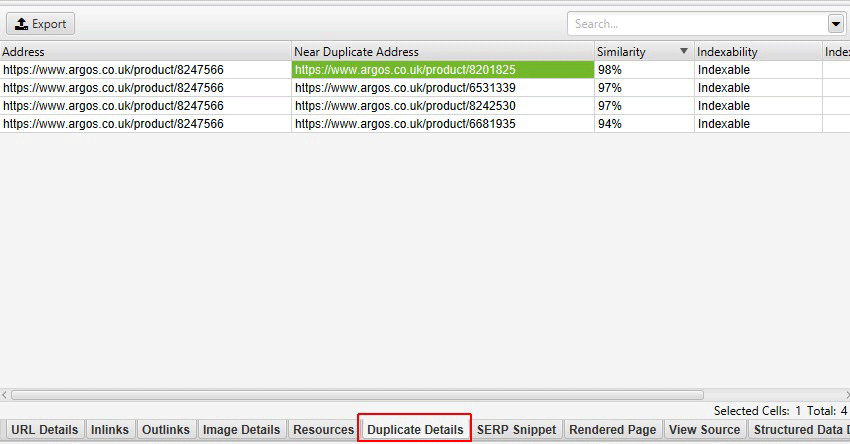 Export
Search...
Address Near Duplicate Address Similarity Indexability Index
https://www.argos.co.uk/product/8247566 https://www.argos.co.uk/product/8201825 98% Indexable
https://www.argos.co.uk/product/8247566 https://www.argos.co.uk/product/6531339 97% Indexable
https://www.argos.co.uk/product/8247566 https://www.argos.co.uk/product/8242530 97% Indexable
https://www.argos.co.uk/product/8247566 https://www.argos.co.uk/product/6681935 94% Indexable
Selected Cells: 1 Total: 4
URL Details Inlinks Outlinks Image Details Resources Duplicate Details SERP Snippet Rendered Page View Source Structured Data D